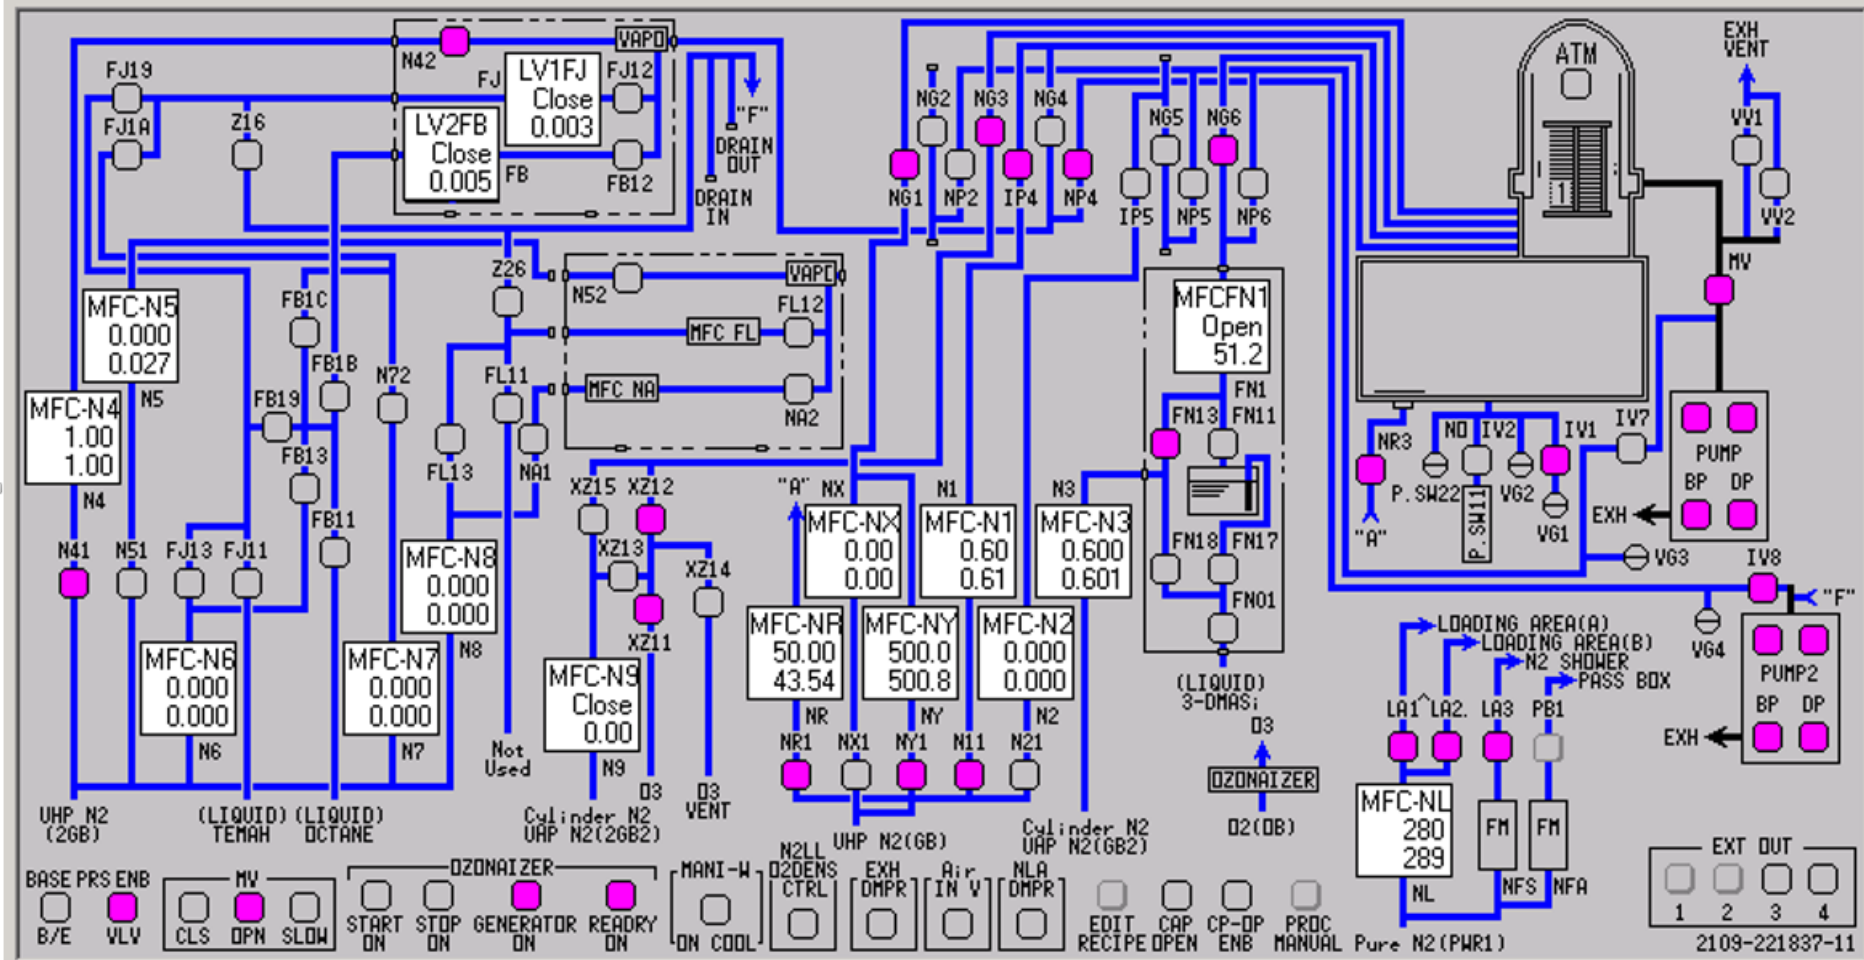 N42
VAPO
FJ19
FJ
LV1FJ
Close
0.003
FJ12
FJ1A
Z16
LV2FB
Close
0.005
FB
FB12
"F"
DRAIN
OUT
DRAIN
IN
NG2
NG3
NG4
NG1
NP2
IP4
NP4
NG5
NG6
IP5
NP5
NP6
ATM
1
EXH
VENT
VV1
VV2
MV
Z26
N52
FL12
MFC FL
MFC NA
NA2
MFC-N5
0.000
0.027
N5
FB1C
FB1B
FB19
N72
FB13
FL11
FL13
NA1
FB11
MFC-N4
1.00
1.00
N4
N41
N51
FJ13
FJ11
MFC-N6
0.000
0.000
N6
MFC-N7
0.000
0.000
N7
MFC-N8
0.000
0.000
N8
XZ15
XZ12
XZ13
XZ14
XZ11
MFC-N9
Close
0.00
N9
"A"
NX
MFC-NX
0.00
0.00
N1
MFC-N1
0.60
0.61
N3
MFC-N3
0.600
0.601
MFC-NR
50.00
43.54
NR
MFC-NY
500.0
500.8
NY
MFC-N2
0.000
0.000
N2
NR1
NX1
NY1
N11
N21
MFCFN1
Open
51.2
FN1
FN13
FN11
FN18
FN17
FN01
(LIQUID)
O3
OZONAIZER
O2(OB)
NR3
"A"
NO
IV2
IV1
IV7
P.SW22
P.SW11
VG2
VG1
PUMP
BP
DP
EXH
VG3
IV8
"F"
VG4
PUMP2
BP
DP
EXH
LOADING AREA(A)
LOADING AREA(B)
N2 SHOWER
PASS BOX
LA1
LA2.
LA3
PB1
MFC-NL
280
289
NL
FM
FM
NFS
NFA
Pure N2(PWR1)
UHP N2
(2GB)
(LIQUID)
TEMAH
(LIQUID)
OCTANE
Not
Used
Cylinder N2
UAP N2(2GB2)
O3
O3
VENT
UHP N2(GB)
Cylinder N2
UAP N2(GB2)
BASE PRS ENB
B/E
VLV
MV
CLS
OPN
SLOW
OZONAIZER
START
ON
STOP
ON
GENERATOR
ON
READRY
ON
MANI-W
ON COOL
N2LL
O2DENS
CTRL
EXH
DMPR
Air
IN V
NLA
DMPR
EDIT
RECIPE
CAP
OPEN
CP-OP
ENB
PROC
MANUAL
EXT OUT
1
2
3
4
2109-221837-11